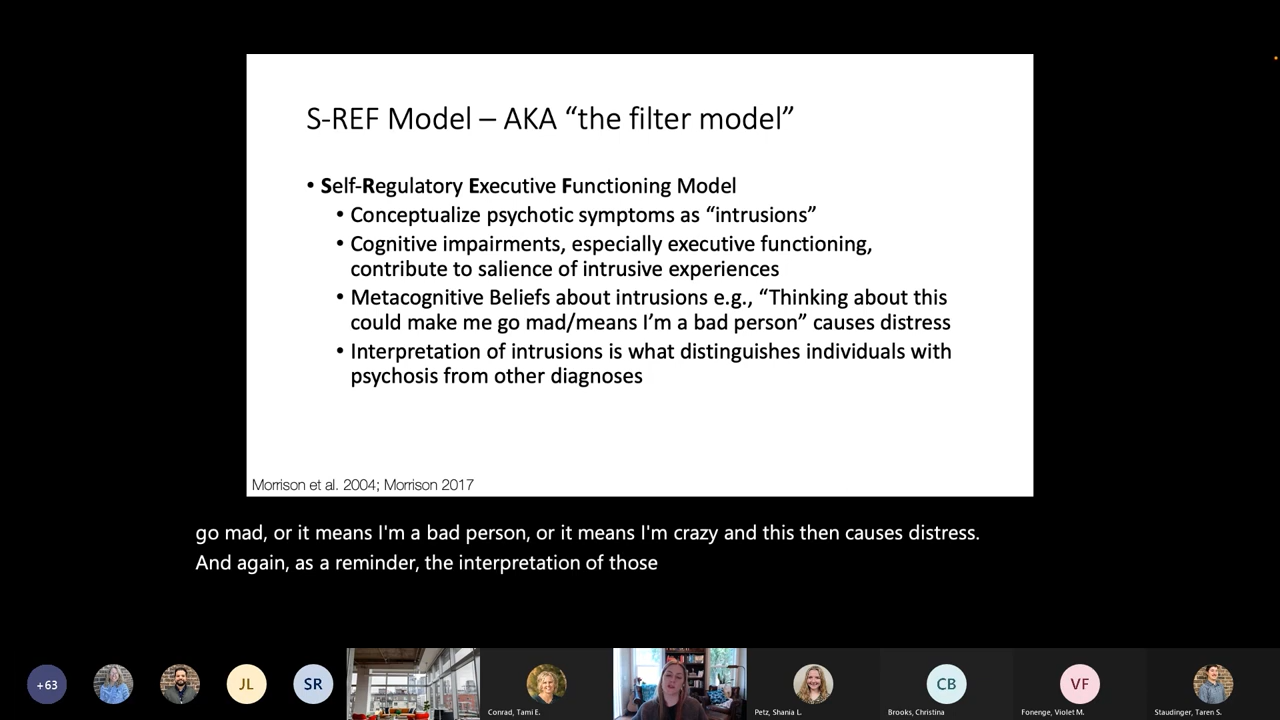 S-REF Model – AKA “the filter model”
• Self-Regulatory Executive Functioning Model
• Conceptualize psychotic symptoms as “intrusions”
• Cognitive impairments, especially executive functioning,
contribute to salience of intrusive experiences
• Metacognitive Beliefs about intrusions e.g., “Thinking about this
could make me go mad/means I’m a bad person” causes distress
• Interpretation of intrusions is what distinguishes individuals with
psychosis from other diagnoses
Morrison et al. 2004; Morrison 2017
go mad, or it means I'm a bad person, or it means I'm crazy and this then causes distress.
And again, as a reminder, the interpretation of those
+63
JL
SR
CB
VF
Conrad, Tami E.
Petz, Shania L.
Brooks, Christina
Fonenge, Violet M.
Staudinger, Taren S.